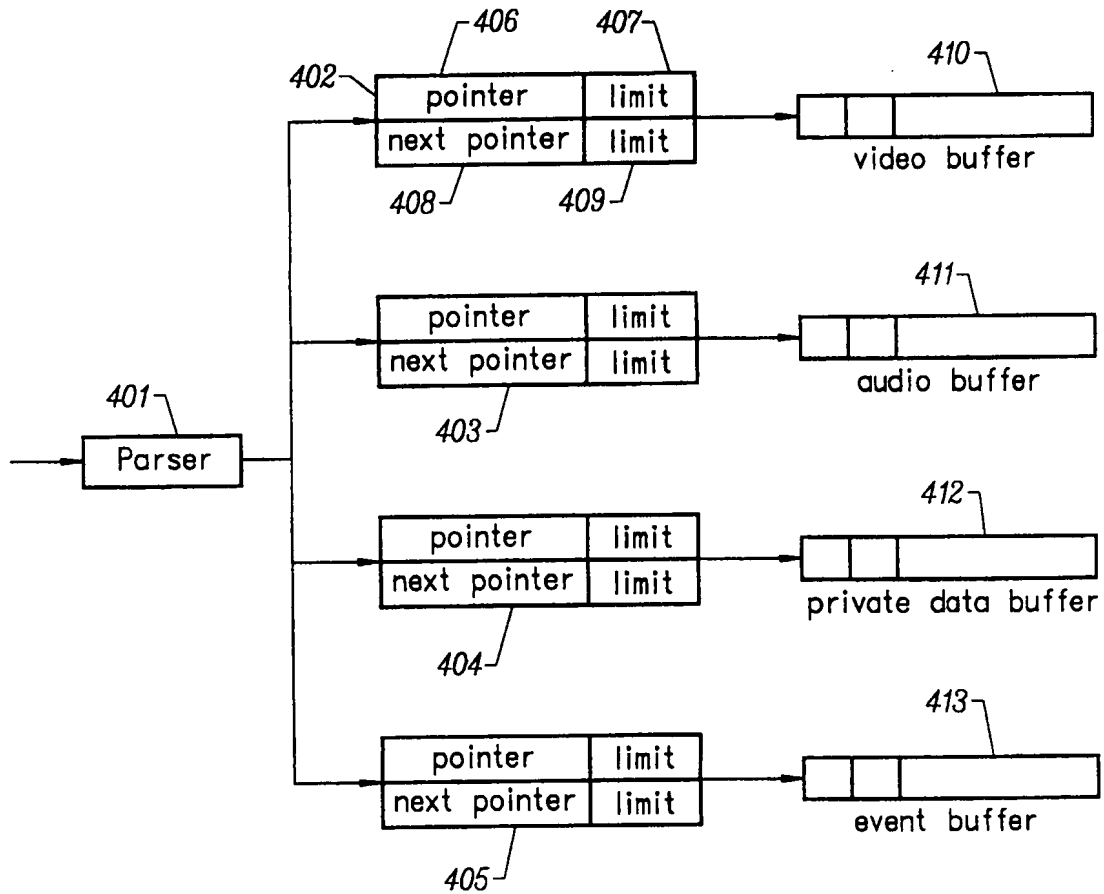 406
407
402
410
pointer limit
next pointer limit
video buffer
408
409
411
pointer limit
next pointer limit
audio buffer
401
403
Parser
412
pointer limit
next pointer limit
private data buffer
404
413
pointer limit
next pointer limit
event buffer
405